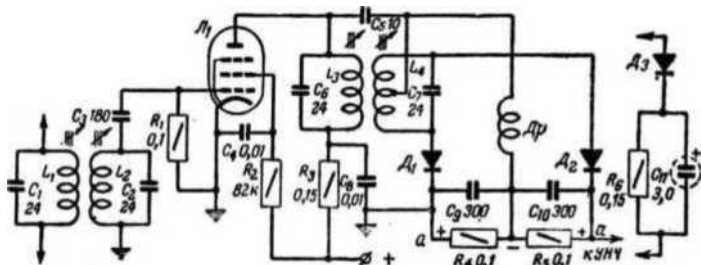 Л1
C5 10
C3 180
R1
0,1
L1
L2
C1
24
C2
24
C4 0,01
R2
82к
C6
24
L3
L4
C7
24
R3
0,15
C8
0,01
Др
Д1
Д2
Д3
C9 300
C10 300
R6
0,15
C11
3,0
+
a
+
R4 0,1
−
R5 0,1
+
a
к УНЧ
+